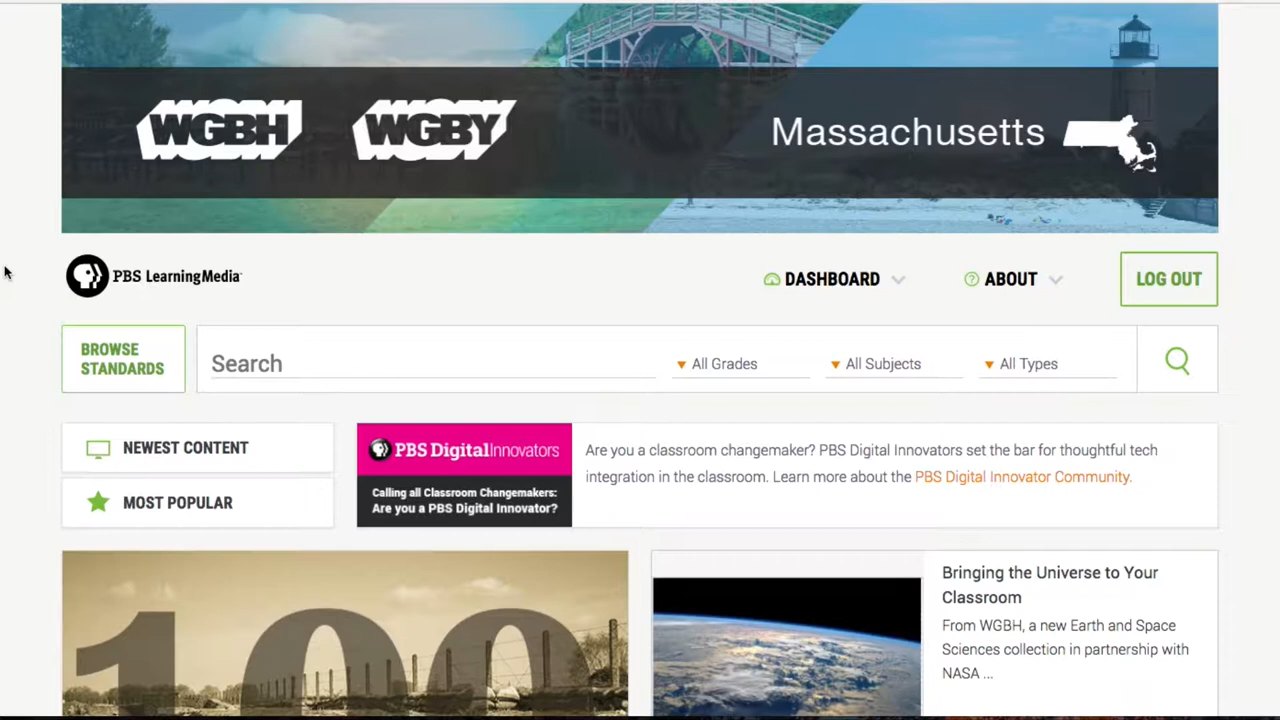 WGBH WGBY Massachusetts
PBS LearningMedia DASHBOARD ABOUT LOG OUT
BROWSE
STANDARDS
Search All Grades All Subjects All Types
NEWEST CONTENT
MOST POPULAR
PBS DigitalInnovators
Calling all Classroom Changemakers:
Are you a PBS Digital Innovator?
Are you a classroom changemaker? PBS Digital Innovators set the bar for thoughtful tech
integration in the classroom. Learn more about the PBS Digital Innovator Community.
100
Bringing the Universe to Your
Classroom
From WGBH, a new Earth and Space
Sciences collection in partnership with
NASA ...